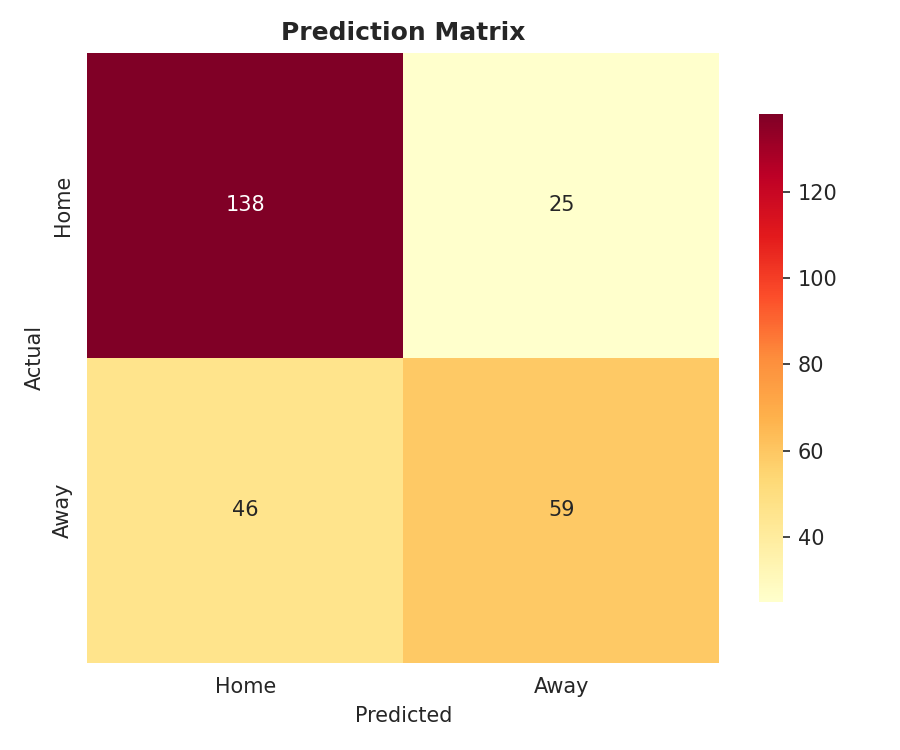 Prediction Matrix
Home
138
25
Actual
Away
46
59
Home
Away
Predicted
120
100
80
60
40